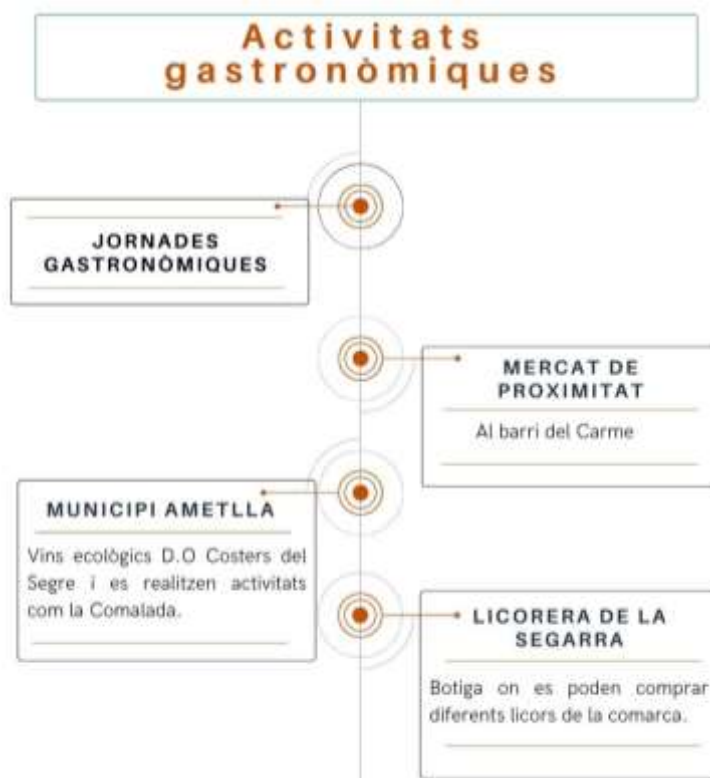 Activitats
gastronòmiques
JORNADES
GASTRONÒMIQUES
MERCAT DE
PROXIMITAT
Al barri del Carme
MUNICIPI AMETLLA
Vins ecològics D.O Costers del
Segre i es realitzen activitats
com la Comalada.
LICORERA DE LA
SEGARRA
Botiga on es poden comprar
diferents licors de la comarca.